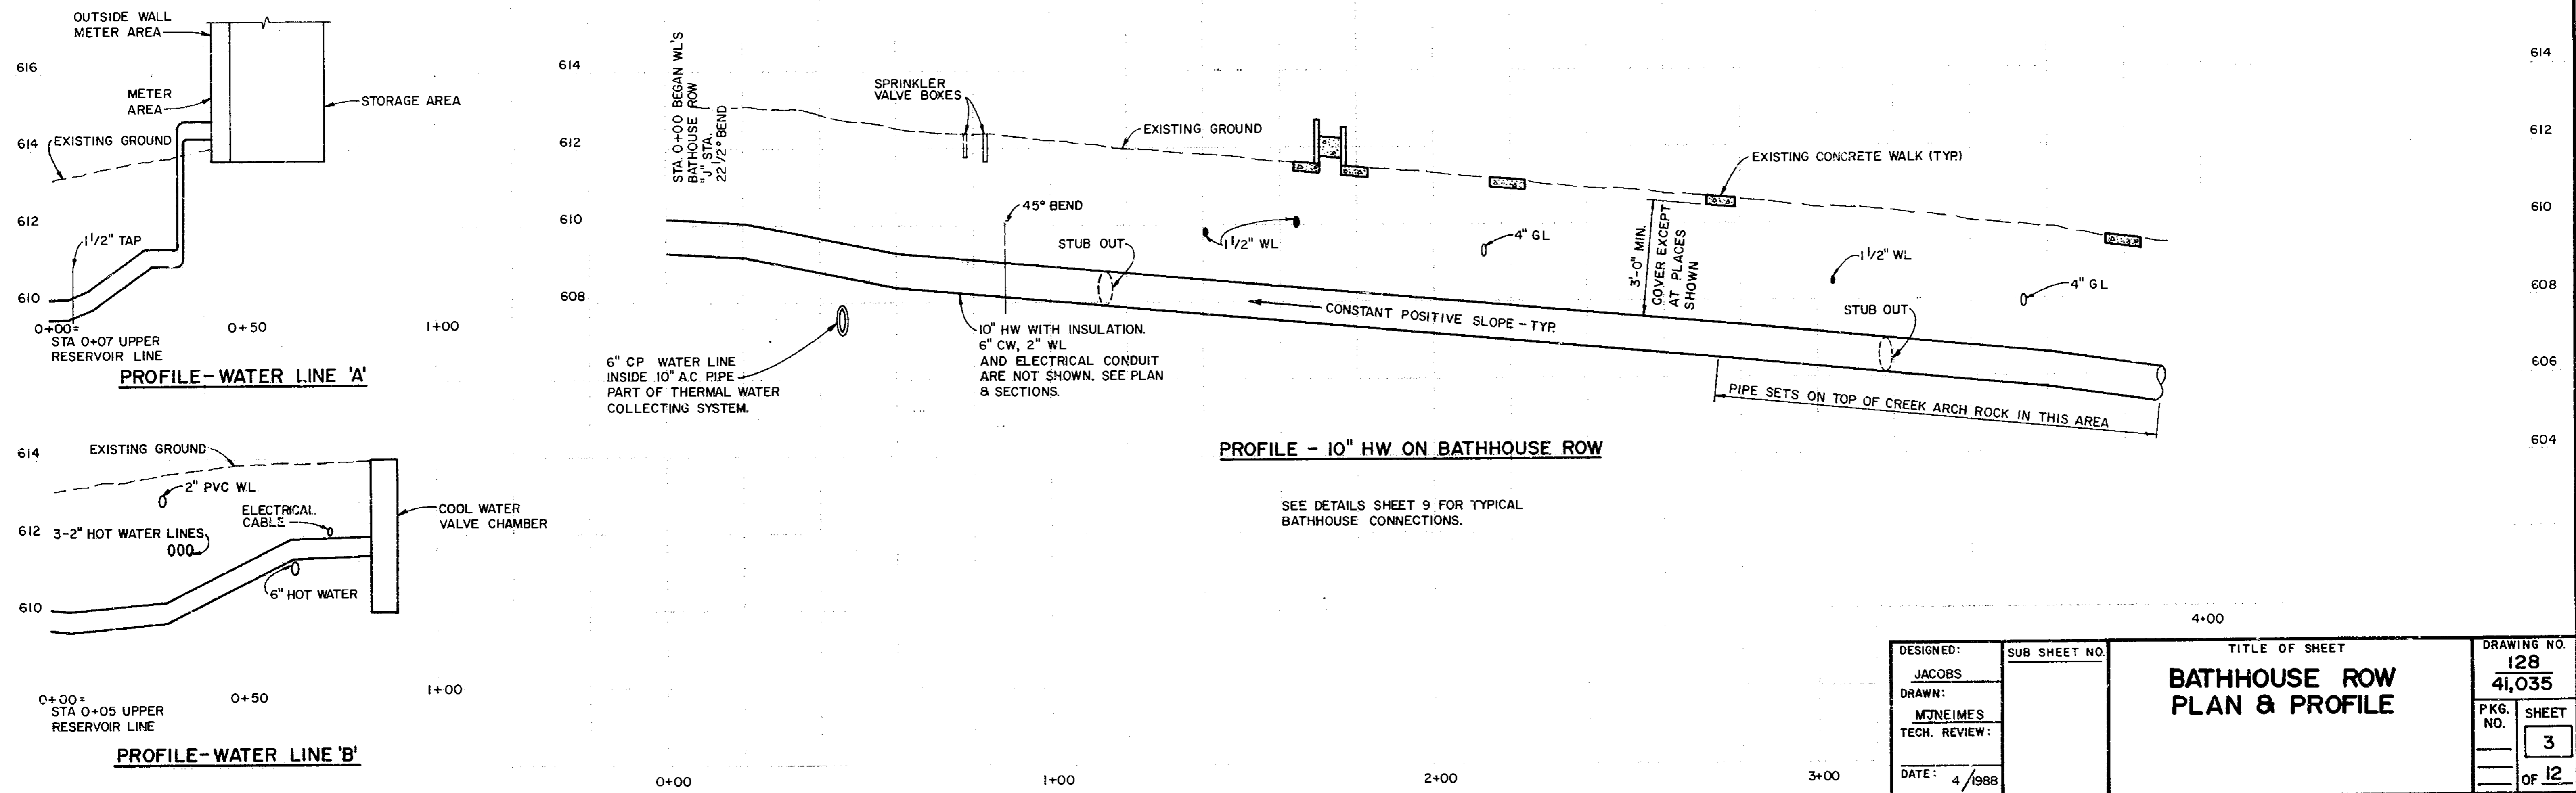 OUTSIDE WALL
METER AREA
616
METER
AREA
STORAGE AREA
614
EXISTING GROUND
612
1 1/2" TAP
610
0+00=
0+50
1+00
STA 0+07 UPPER
RESERVOIR LINE
PROFILE-WATER LINE 'A'
614
EXISTING GROUND
2" PVC WL
ELECTRICAL
CABLE
COOL WATER
VALVE CHAMBER
612
3-2" HOT WATER LINES
6" HOT WATER
610
0+00=
0+50
1+00
STA 0+05 UPPER
RESERVOIR LINE
PROFILE-WATER LINE 'B'
614
612
610
608
STA. 0+00 BEGAN WL'S
BATHOUSE ROW
"J" STA.
22 1/2° BEND
SPRINKLER
VALVE BOXES
EXISTING GROUND
EXISTING CONCRETE WALK (TYP.)
45° BEND
STUB OUT
1 1/2" WL
4" GL
3'-0" MIN.
COVER EXCEPT
AT PLACES
SHOWN
1 1/2" WL
4" GL
CONSTANT POSITIVE SLOPE - TYP.
STUB OUT
6" CP WATER LINE
INSIDE 10" A.C. PIPE
PART OF THERMAL WATER
COLLECTING SYSTEM.
10" HW WITH INSULATION.
6" CW, 2" WL
AND ELECTRICAL CONDUIT
ARE NOT SHOWN. SEE PLAN
& SECTIONS.
PIPE SETS ON TOP OF CREEK ARCH ROCK IN THIS AREA
614
612
610
608
606
604
PROFILE - 10" HW ON BATHHOUSE ROW
SEE DETAILS SHEET 9 FOR TYPICAL
BATHHOUSE CONNECTIONS.
0+00
1+00
2+00
3+00
4+00
DESIGNED:
JACOBS
DRAWN:
MJNEIMES
TECH. REVIEW:
DATE: 4/1988
SUB SHEET NO.
TITLE OF SHEET
BATHHOUSE ROW
PLAN & PROFILE
DRAWING NO.
128
41,035
PKG.
NO.
SHEET
3
OF 12